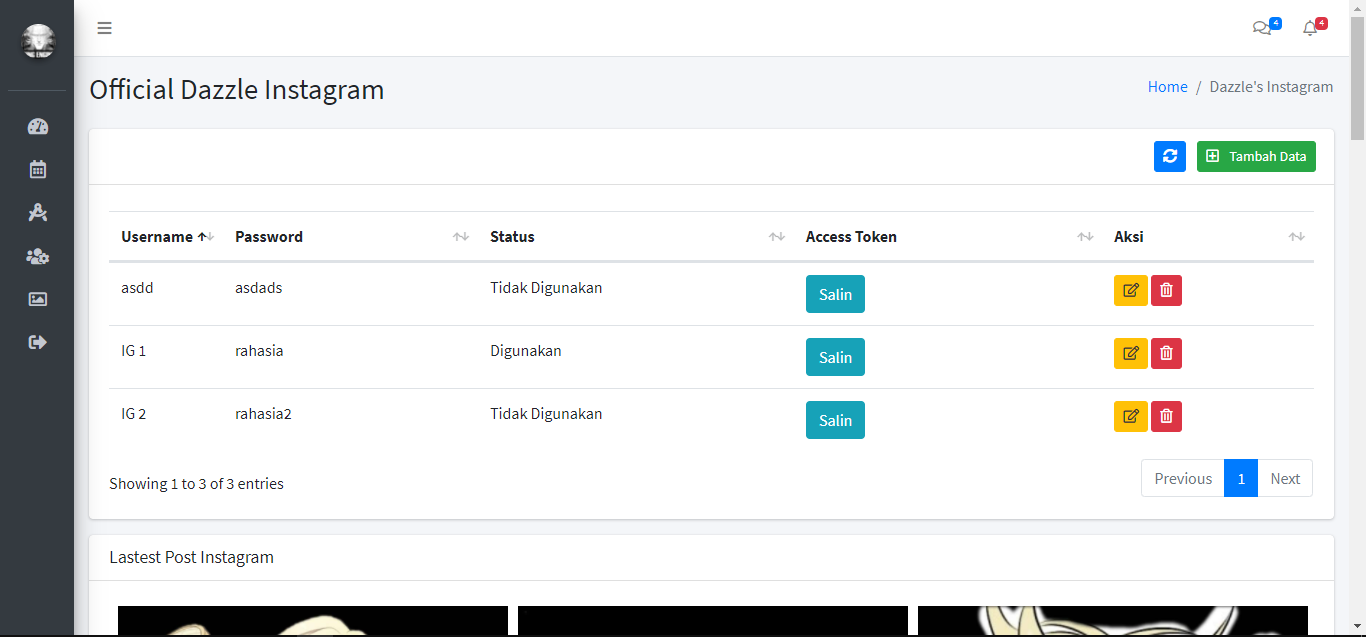 4
4
Official Dazzle Instagram
Home / Dazzle's Instagram
Tambah Data
Username Password Status Access Token Aksi
asdd asdads Tidak Digunakan Salin
IG 1 rahasia Digunakan Salin
IG 2 rahasia2 Tidak Digunakan Salin
Showing 1 to 3 of 3 entries
Previous 1 Next
Lastest Post Instagram